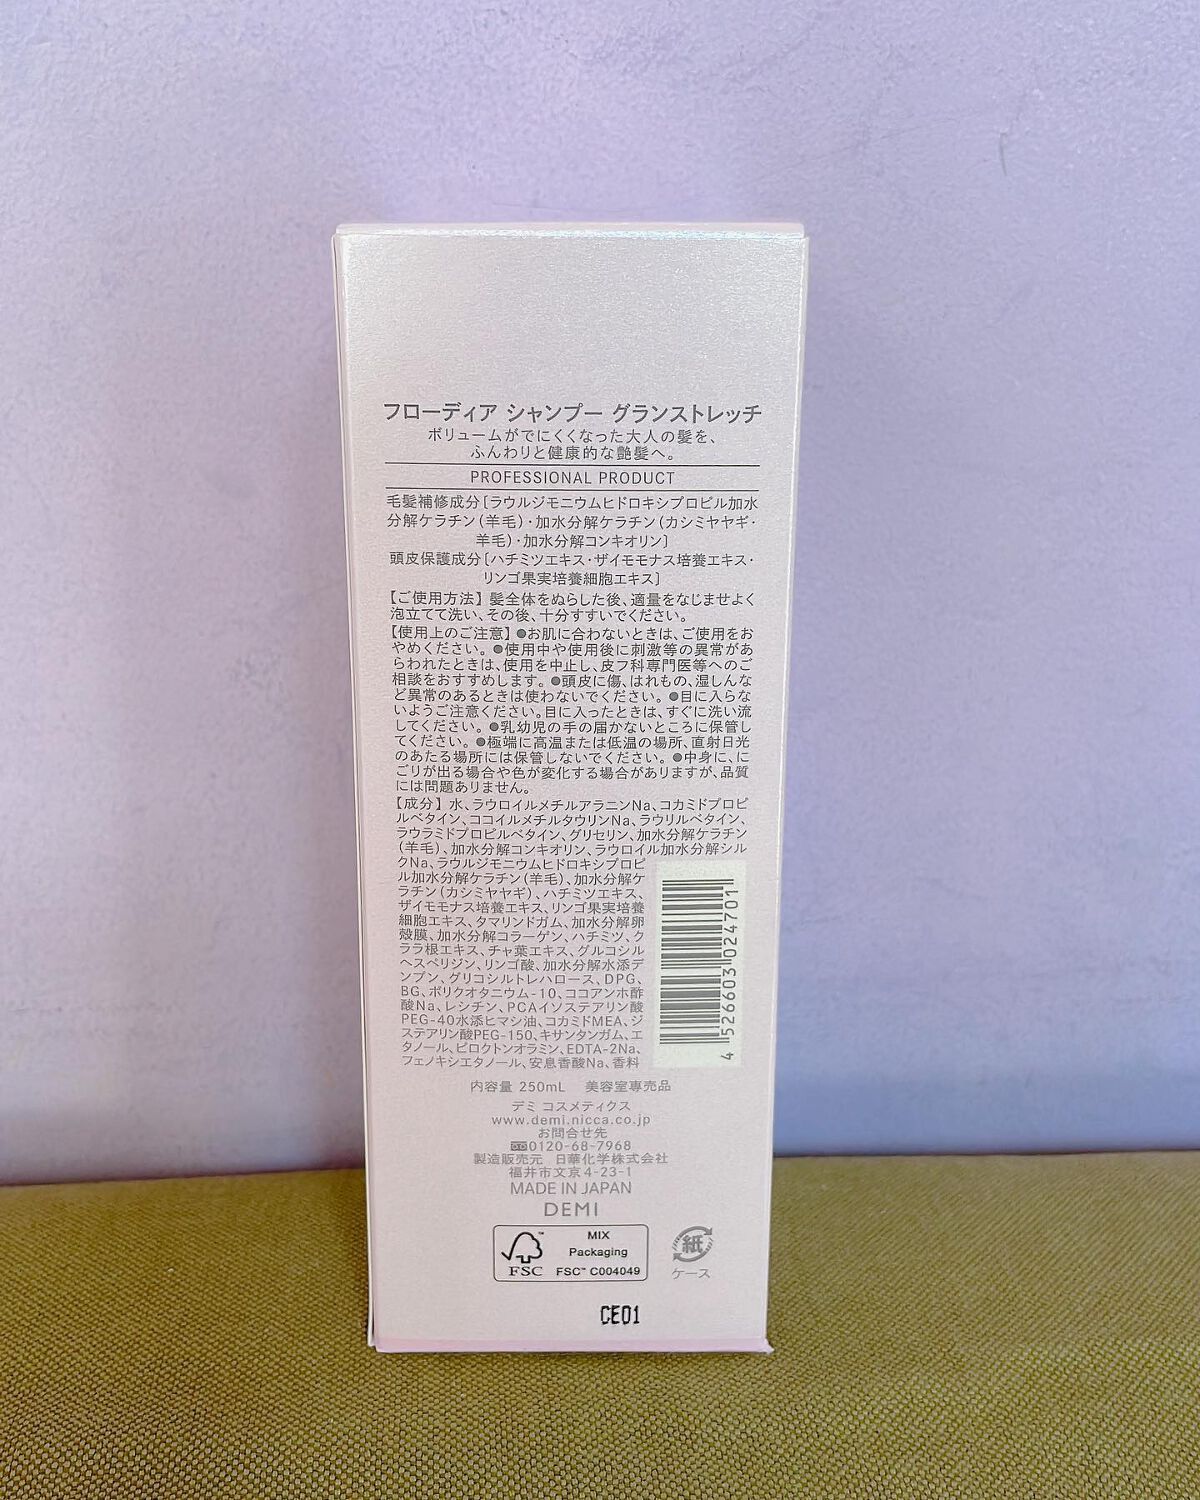 フローディア シャンプー グランストレッチ
ボリュームがでにくくなった大人の髪を、
ふんわりと健康的な艶髪へ。
PROFESSIONAL PRODUCT
毛髪補修成分[ラウルジモニウムヒドロキシプロピル加水
分解ケラチン(羊毛)・加水分解ケラチン(カシミヤヤギ・
羊毛)・加水分解コンキオリン]
頭皮保護成分[ハチミツエキス・ザイモモナス培養エキス・
リンゴ果実培養細胞エキス]
【ご使用方法】髪全体をぬらした後、適量をなじませよく
泡立てて洗い、その後、十分すすいでください。
【使用上のご注意】●お肌に合わないときは、ご使用をお
やめください。●使用中や使用後に刺激等の異常があ
らわれたときは、使用を中止し、皮フ科専門医等へのご
相談をおすすめします。●頭皮に傷、はれもの、湿しんな
ど異常のあるときは使わないでください。●目に入らな
いようご注意ください。目に入ったときは、すぐに洗い流
してください。●乳幼児の手の届かないところに保管し
てください。●極端に高温または低温の場所、直射日光
のあたる場所には保管しないでください。●中身に、に
ごりが出る場合や色が変化する場合がありますが、品質
には問題ありません。
【成分】水、ラウロイルメチルアラニンNa、コカミドプロピ
ルベタイン、ココイルメチルタウリンNa、ラウリルベタイン、
ラウラミドプロピルベタイン、グリセリン、加水分解ケラチン
(羊毛)、加水分解コンキオリン、ラウロイル加水分解シル
クNa、ラウルジモニウムヒドロキシプロピ
ル加水分解ケラチン(羊毛)、加水分解ケ
ラチン(カシミヤヤギ)、ハチミツエキス、
ザイモモナス培養エキス、リンゴ果実培養
細胞エキス、タマリンドガム、加水分解卵
殻膜、加水分解コラーゲン、ハチミツ、ク
ララ根エキス、チャ葉エキス、グルコシル
ヘスペリジン、リンゴ酸、加水分解水添デ
ンプン、グリコシルトレハロース、DPG、
BG、ポリクオタニウム-10、ココアンホ酢
酸Na、レシチン、PCAイソステアリン酸
PEG-40水添ヒマシ油、コカミドMEA、ジ
ステアリン酸PEG-150、キサンタンガム、エ
タノール、ピロクトンオラミン、EDTA-2Na、
フェノキシエタノール、安息香酸Na、香料
4 526603 024701
内容量 250mL 美容室専売品
デミ コスメティクス
www.demi.nicca.co.jp
お問合せ先
0120-68-7968
製造販売元 日華化学株式会社
福井市文京4-23-1
MADE IN JAPAN
DEMI
FSC
MIX
Packaging
FSC™ C004049
紙
ケース
CE01